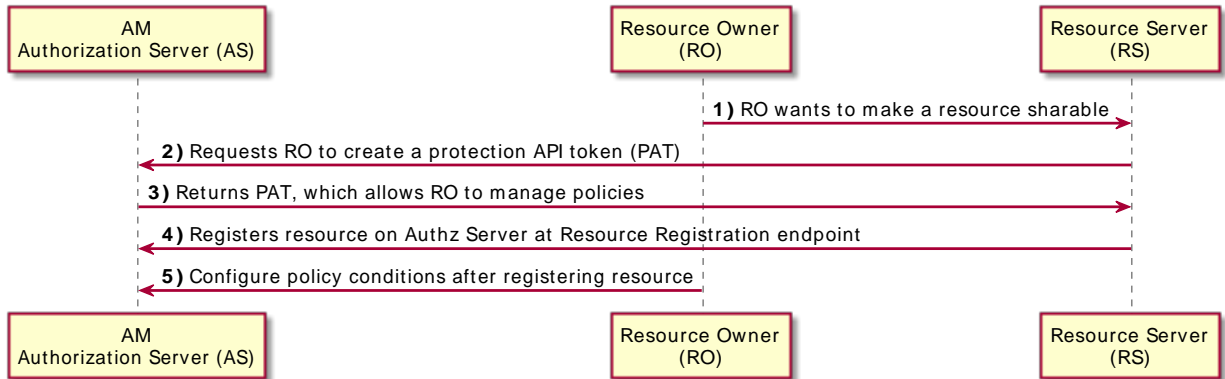 AM
Authorization Server (AS)
Resource Owner
(RO)
Resource Server
(RS)
1) RO wants to make a resource sharable
2) Requests RO to create a protection API token (PAT)
3) Returns PAT, which allows RO to manage policies
4) Registers resource on Authz Server at Resource Registration endpoint
5) Configure policy conditions after registering resource
AM
Authorization Server (AS)
Resource Owner
(RO)
Resource Server
(RS)